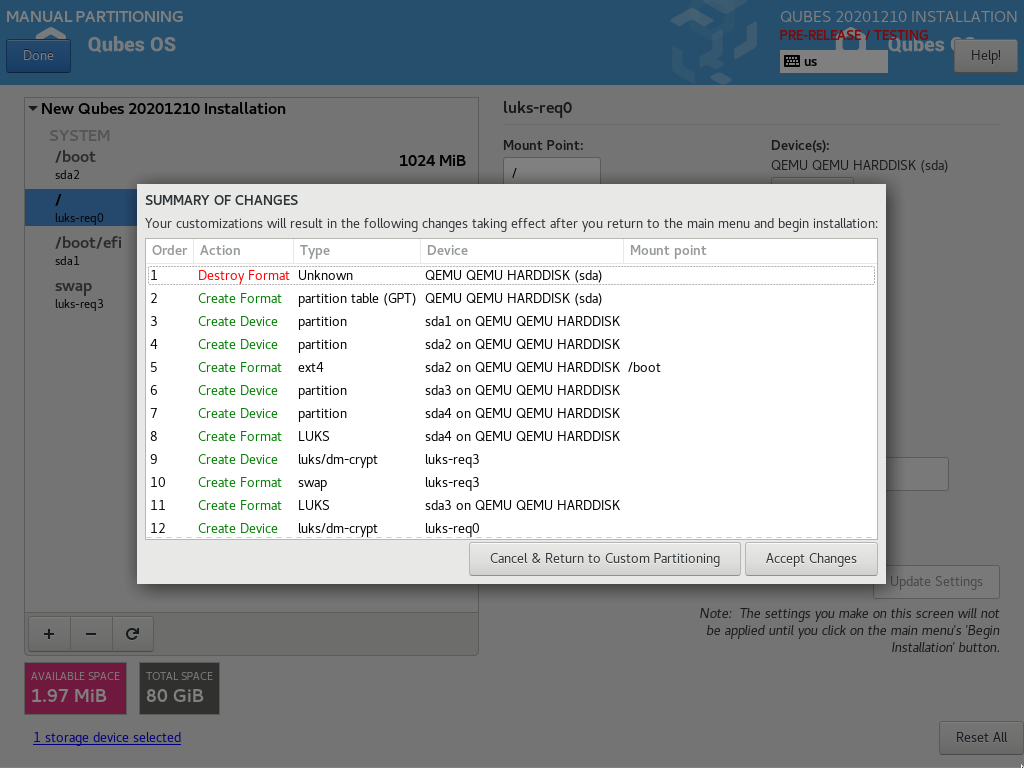 MANUAL PARTITIONING
QUBES 20201210 INSTALLATION
PRE-RELEASE / TESTING
Done
Qubes OS
Qubes
us
Help!
New Qubes 20201210 Installation
SYSTEM
/boot
1024 MiB
sda2
/
luks-req0
/boot/efi
sda1
swap
luks-req3
luks-req0
Mount Point:
Device(s):
/
QEMU QEMU HARDDISK (sda)
SUMMARY OF CHANGES
Your customizations will result in the following changes taking effect after you return to the main menu and begin installation:
Order Action Type Device Mount point
1 Destroy Format Unknown QEMU QEMU HARDDISK (sda)
2 Create Format partition table (GPT) QEMU QEMU HARDDISK (sda)
3 Create Device partition sda1 on QEMU QEMU HARDDISK
4 Create Device partition sda2 on QEMU QEMU HARDDISK
5 Create Format ext4 sda2 on QEMU QEMU HARDDISK /boot
6 Create Device partition sda3 on QEMU QEMU HARDDISK
7 Create Device partition sda4 on QEMU QEMU HARDDISK
8 Create Format LUKS sda4 on QEMU QEMU HARDDISK
9 Create Device luks/dm-crypt luks-req3
10 Create Format swap luks-req3
11 Create Format LUKS sda3 on QEMU QEMU HARDDISK
12 Create Device luks/dm-crypt luks-req0
Cancel & Return to Custom Partitioning
Accept Changes
Update Settings
Note: The settings you make on this screen will not
be applied until you click on the main menu's 'Begin
Installation' button.
+ −
AVAILABLE SPACE
1.97 MiB
TOTAL SPACE
80 GiB
1 storage device selected
Reset All